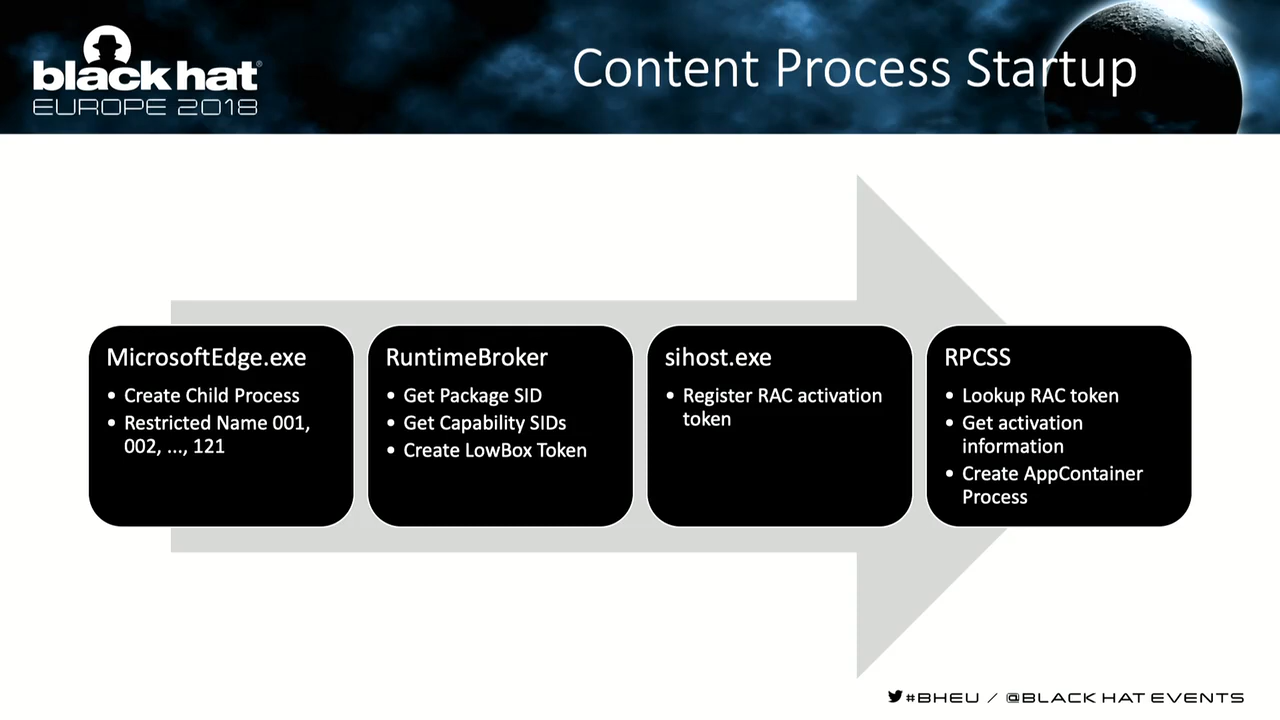 black hat®
EUROPE 2018
Content Process Startup
MicrosoftEdge.exe
• Create Child Process
• Restricted Name 001,
002, ..., 121
RuntimeBroker
• Get Package SID
• Get Capability SIDs
• Create LowBox Token
sihost.exe
• Register RAC activation
token
RPCSS
• Lookup RAC token
• Get activation
information
• Create AppContainer
Process
#BHEU / @BLACK HAT EVENTS